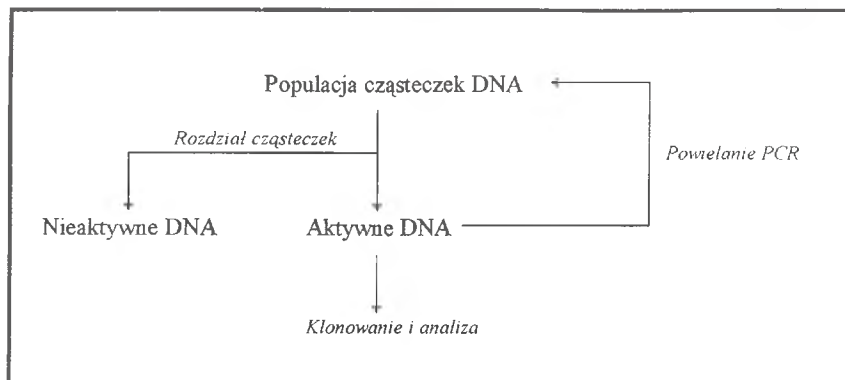 Populacja cząsteczek DNA
Rozdział cząsteczek
Powielanie PCR
Nieaktywne DNA
Aktywne DNA
Klonowanie i analiza